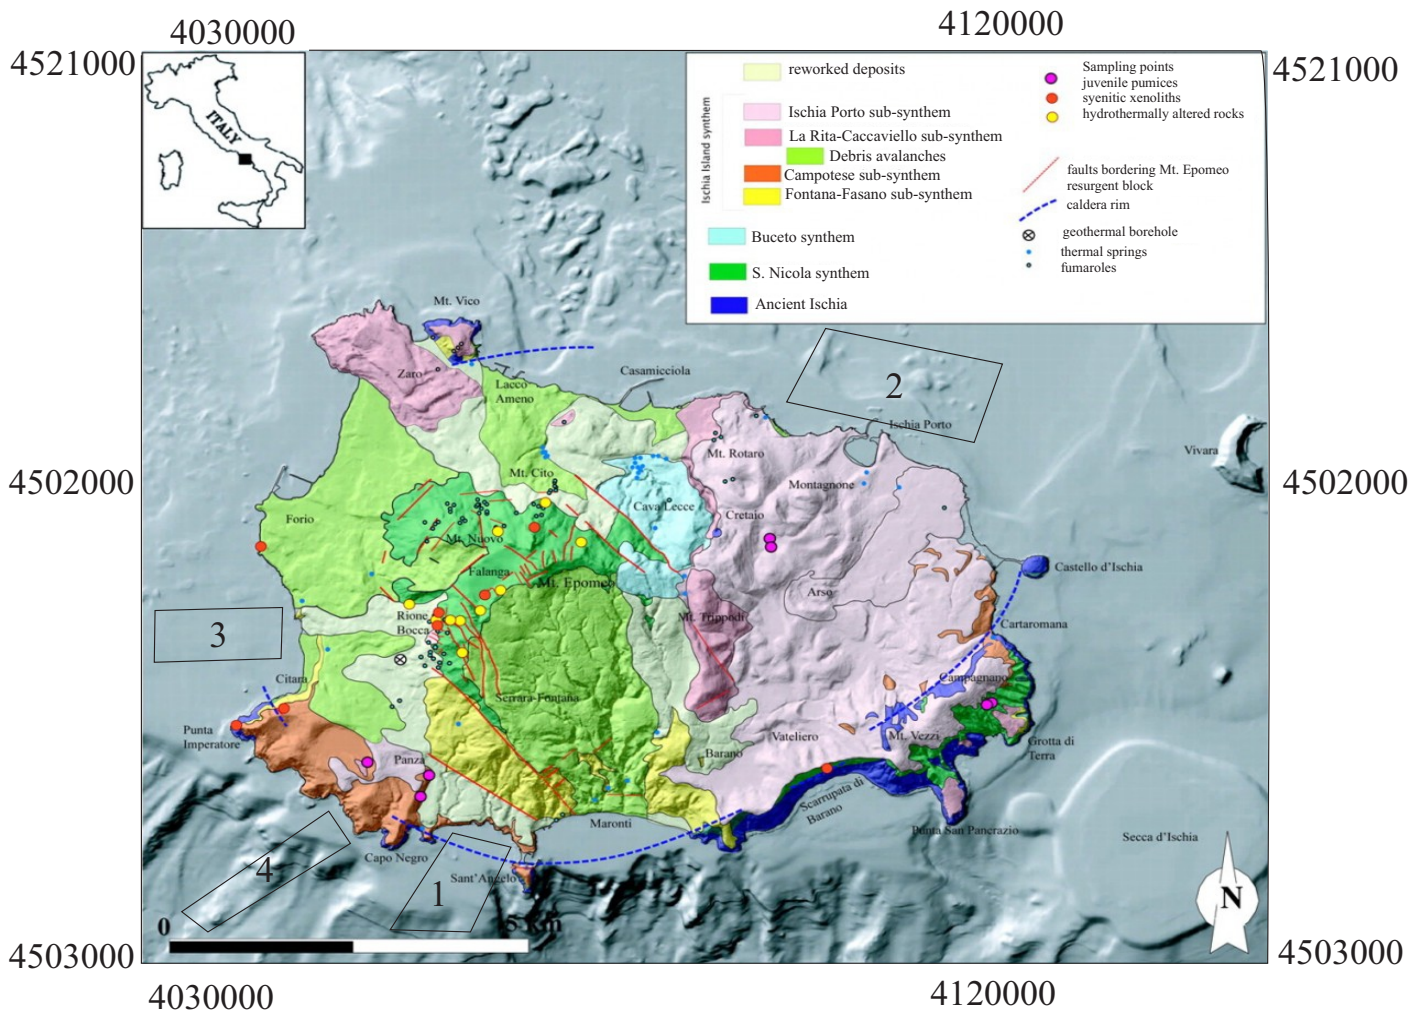 4030000
4120000
4521000
4521000
ITALY
reworked deposits
Ischia Island synthem
Ischia Porto sub-synthem
La Rita-Caccaviello sub-synthem
Debris avalanches
Campotese sub-synthem
Fontana-Fasano sub-synthem
Buceto synthem
S. Nicola synthem
Ancient Ischia
Sampling points
juvenile pumices
syenitic xenoliths
hydrothermally altered rocks
faults bordering Mt. Epomeo
resurgent block
caldera rim
geothermal borehole
thermal springs
fumaroles
Mt. Vico
Zaro
Lacco
Ameno
Casamicciola
2
Ischia Porto
Vivara
Mt. Rotaro
Mt. Cito
Montagnone
4502000
4502000
Forio
Cava Lecce
Cretaio
Mt. Nuovo
Falanga
Mt. Epomeo
Castello d'Ischia
Arso
Rione
Bocca
Mt. Trippodi
Cartaromana
3
Citara
Serrara-Fontana
Campagnano
Punta
Imperatore
Panza
Barano
Vateliero
Mt. Vezzi
Grotta di
Terra
Scarrupata di
Barano
Maronti
Punta San Pancrazio
Secca d'Ischia
Capo Negro
4
1
Sant'Angelo
N
0
5 km
4503000
4503000
4030000
4120000